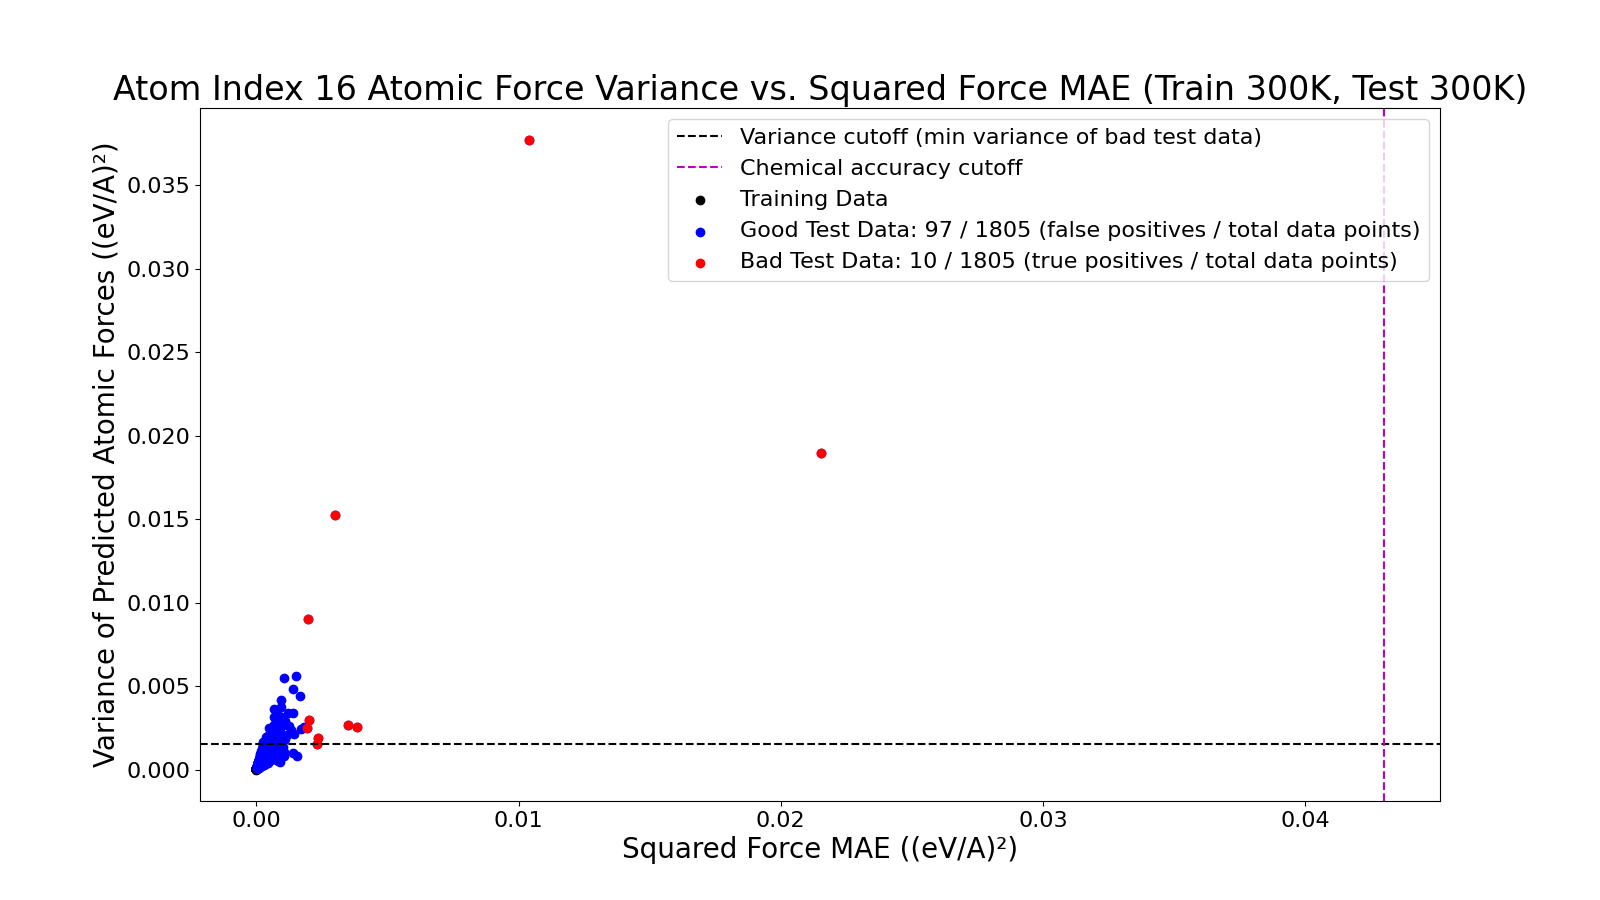 Atom Index 16 Atomic Force Variance vs. Squared Force MAE (Train 300K, Test 300K)
Variance cutoff (min variance of bad test data)
Chemical accuracy cutoff
Training Data
Good Test Data: 97 / 1805 (false positives / total data points)
Bad Test Data: 10 / 1805 (true positives / total data points)
Variance of Predicted Atomic Forces ((eV/A)²)
0.035
0.030
0.025
0.020
0.015
0.010
0.005
0.000
0.00 0.01 0.02 0.03 0.04
Squared Force MAE ((eV/A)²)